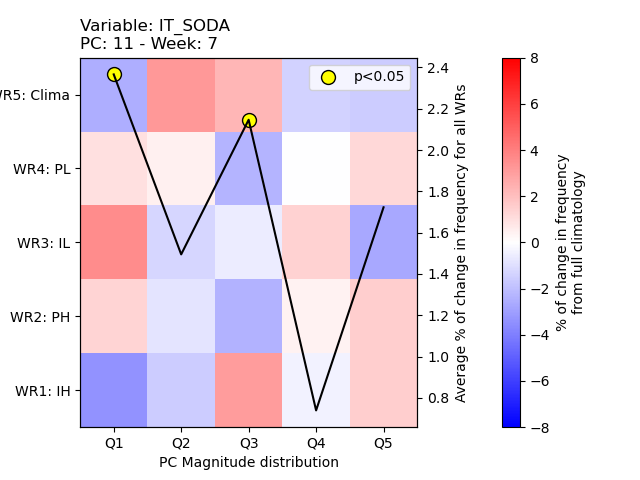 Variable: IT_SODA
PC: 11 - Week: 7
p<0.05
WR5: Clima
WR4: PL
WR3: IL
WR2: PH
WR1: IH
Q1 Q2 Q3 Q4 Q5
PC Magnitude distribution
2.4
2.2
2.0
1.8
1.6
1.4
1.2
1.0
0.8
Average % of change in frequency for all WRs
8
6
4
2
0
−2
−4
−6
−8
% of change in frequency
from full climatology